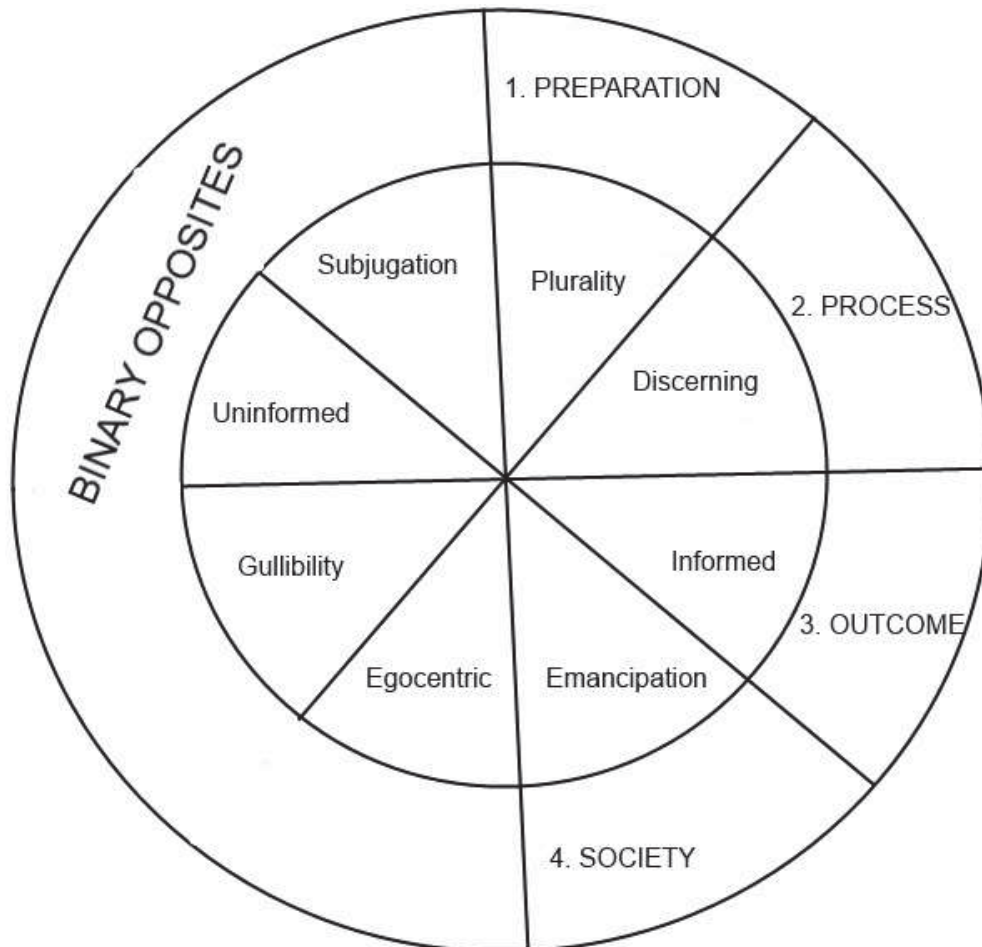 1. PREPARATION
BINARY OPPOSITES
Subjugation
Plurality
2. PROCESS
Discerning
Uninformed
Informed
Gullibility
3. OUTCOME
Egocentric
Emancipation
4. SOCIETY